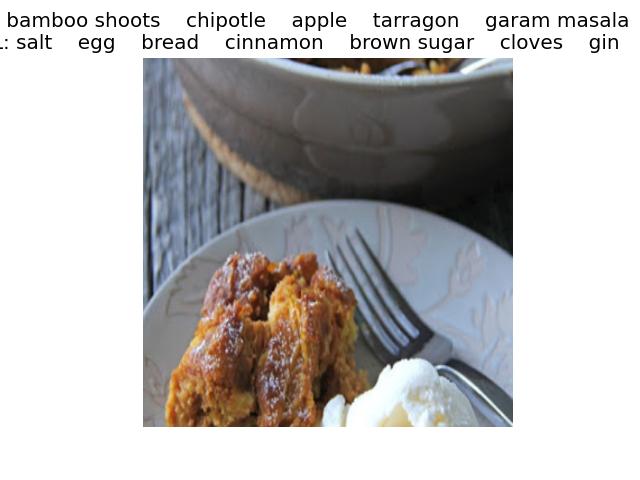 bamboo shoots chipotle apple tarragon garam masala
: salt egg bread cinnamon brown sugar cloves gin